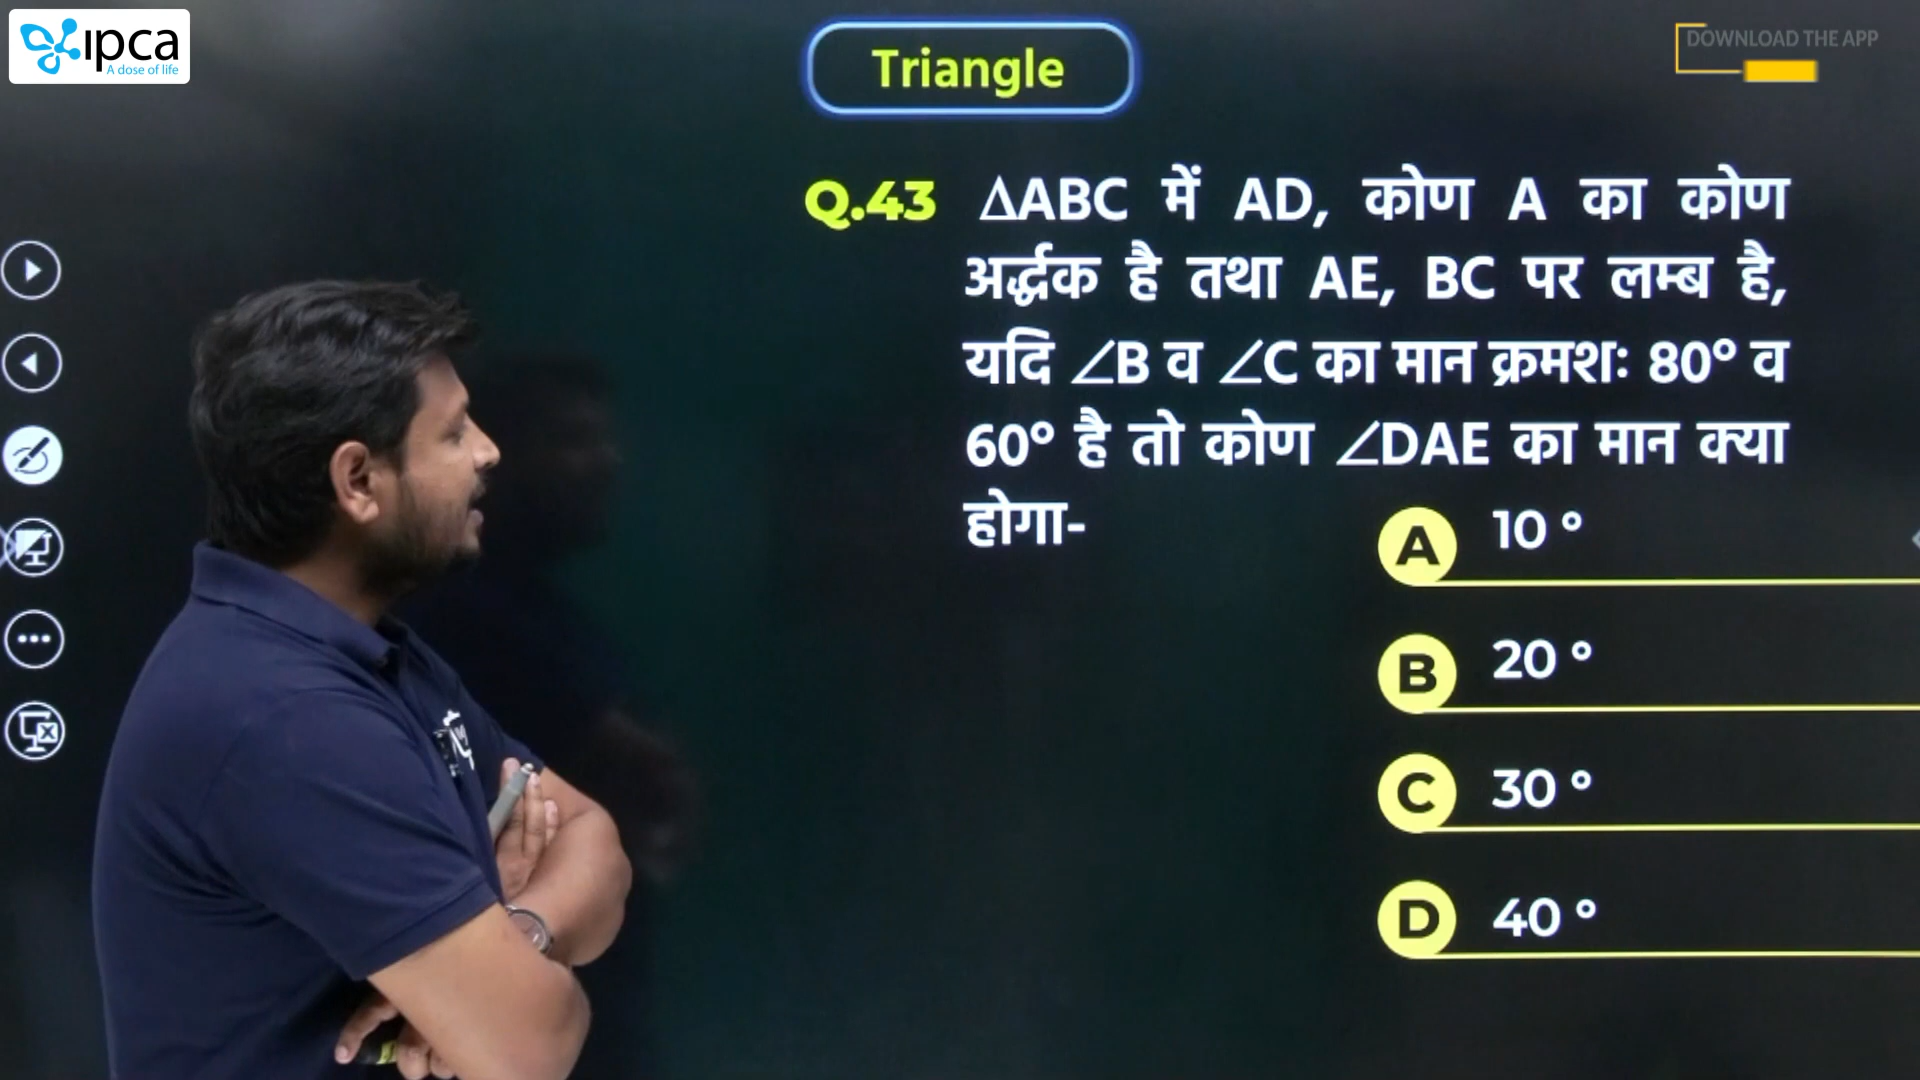 ipca
A dose of life
Triangle
DOWNLOAD THE APP
Q.43 ΔABC में AD, कोण A का कोण
अर्द्धक है तथा AE, BC पर लम्ब है,
यदि ∠B व ∠C का मान क्रमशः 80° व
60° है तो कोण ∠DAE का मान क्या
होगा-
A 10 °
B 20 °
C 30 °
D 40 °